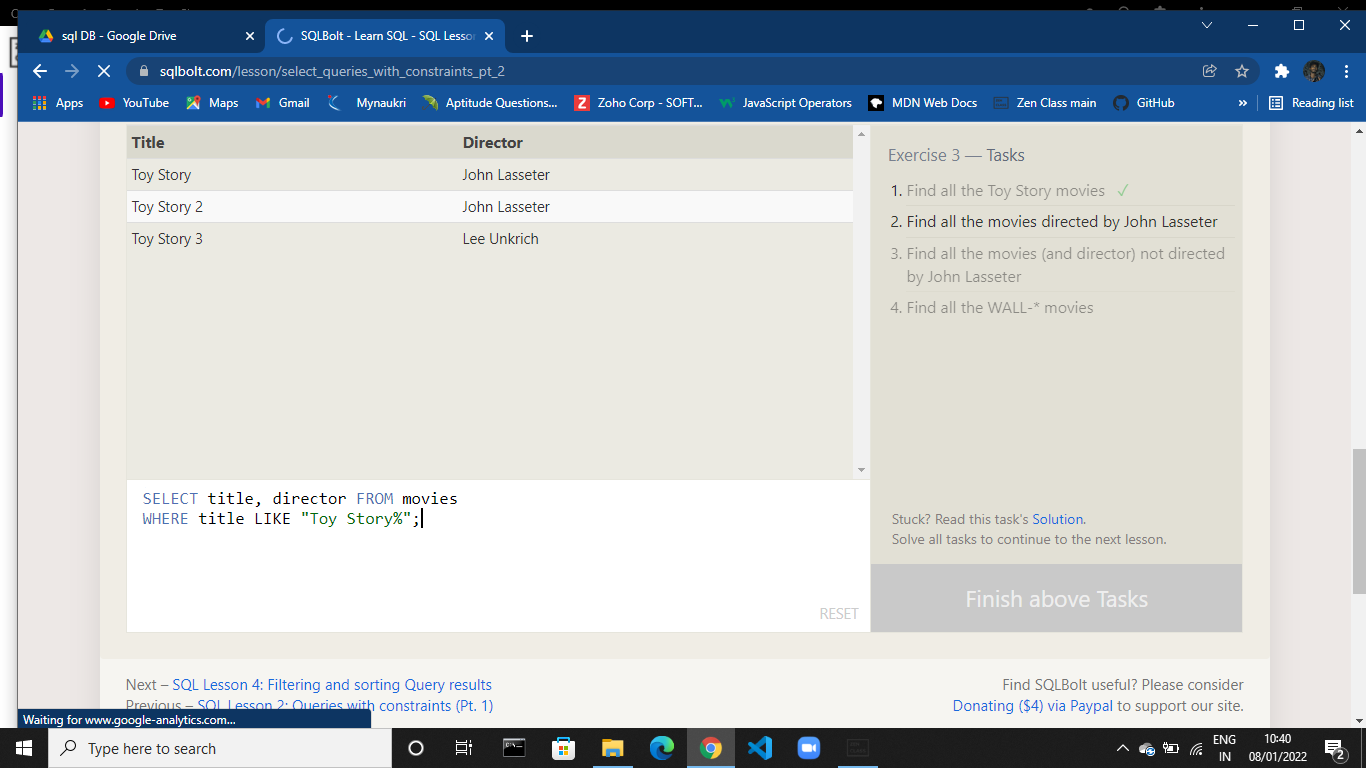 sql DB - Google Drive
SQLBolt - Learn SQL - SQL Lesson
sqlbolt.com/lesson/select_queries_with_constraints_pt_2
Apps YouTube Maps Gmail Mynaukri Aptitude Questions... Zoho Corp - SOFT... JavaScript Operators MDN Web Docs Zen Class main GitHub » Reading list
Title Director
Toy Story John Lasseter
Toy Story 2 John Lasseter
Toy Story 3 Lee Unkrich
SELECT title, director FROM movies
WHERE title LIKE "Toy Story%";
RESET
Exercise 3 — Tasks
1. Find all the Toy Story movies ✓
2. Find all the movies directed by John Lasseter
3. Find all the movies (and director) not directed
by John Lasseter
4. Find all the WALL-* movies
Stuck? Read this task's Solution.
Solve all tasks to continue to the next lesson.
Finish above Tasks
Next – SQL Lesson 4: Filtering and sorting Query results
Previous – SQL Lesson 2: Queries with constraints (Pt. 1)
Find SQLBolt useful? Please consider
Donating ($4) via Paypal to support our site.
Waiting for www.google-analytics.com...
Type here to search
ENG
IN
10:40
08/01/2022
2